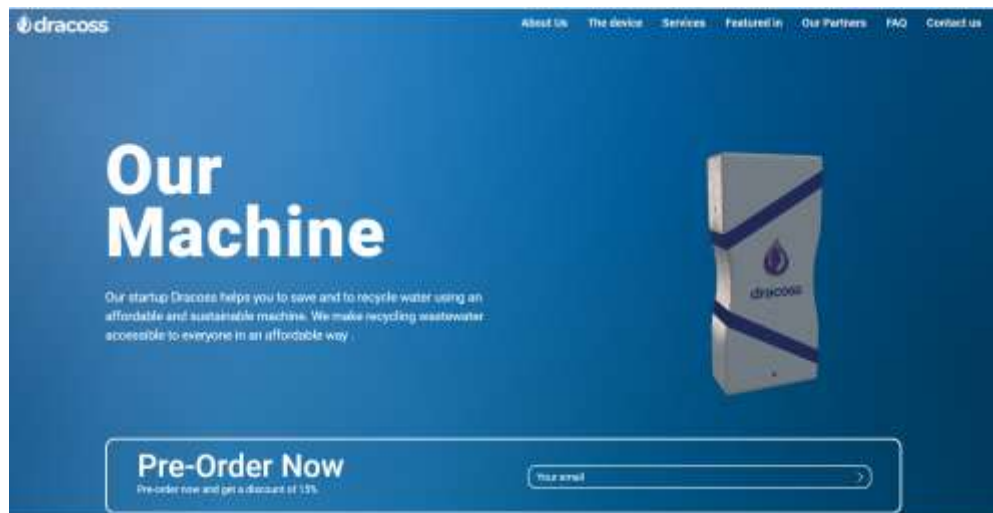 dracoss
About Us The device Services Featured in Our Partners FAQ Contact us
Our
Machine
Our startup Dracoss helps you to save and to recycle water using an
affordable and sustainable machine. We make recycling wastewater
accessible to everyone in an affordable way .
dracoss
Pre-Order Now
Pre-order now and get a discount of 15%
Your email